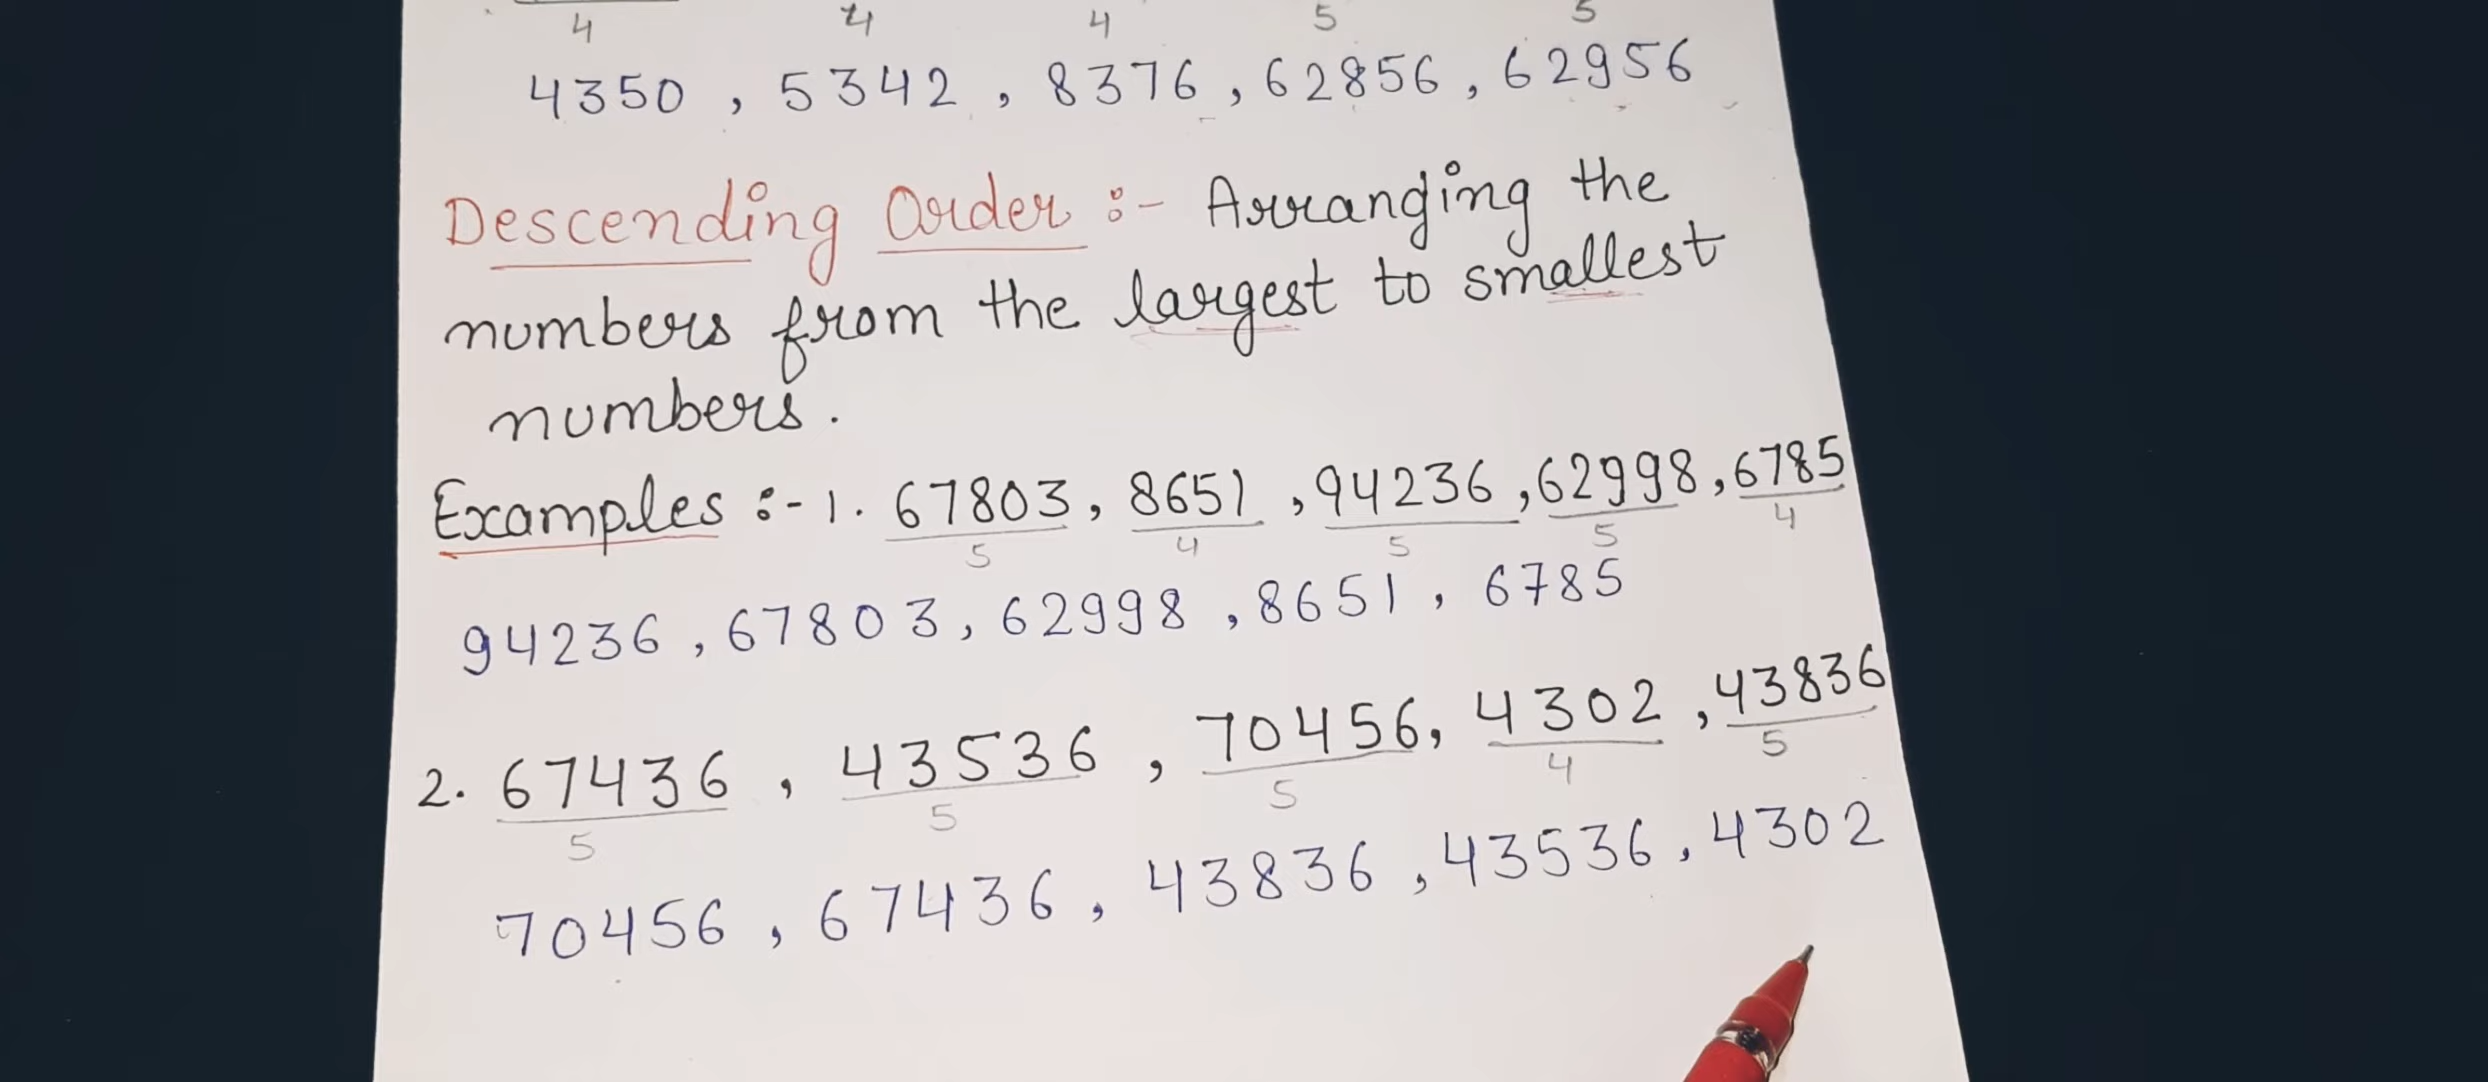 4 4 4 5 5
4350 , 5342 , 8376 , 62856 , 62956
Descending Order :- Arranging the
numbers from the largest to smallest
numbers.
Examples :- 1. 67803 , 8651 , 94236 , 62998 , 6785
5 4 5 5 4
94236 , 67803 , 62998 , 8651 , 6785
2. 67436 , 43536 , 70456 , 4302 , 43836
5 5 5 4 5
70456 , 67436 , 43836 , 43536 , 4302